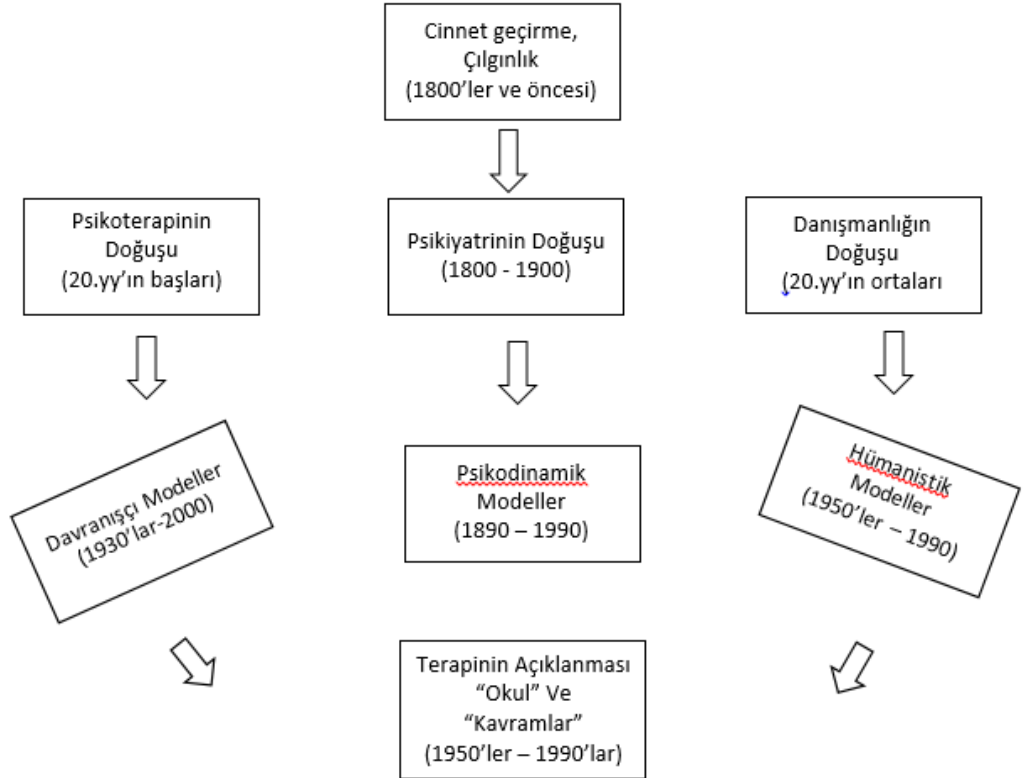 Cinnet geçirme,
Çılgınlık
(1800’ler ve öncesi)
Psikoterapinin
Doğuşu
(20.yy’ın başları)
Psikiyatrinin Doğuşu
(1800 - 1900)
Danışmanlığın
Doğuşu
(20.yy’ın ortaları
Davranışçı Modeller
(1930’lar-2000)
Psikodinamik
Modeller
(1890 – 1990)
Hümanistik
Modeller
(1950’ler – 1990)
Terapinin Açıklanması
“Okul” Ve
“Kavramlar”
(1950’ler – 1990’lar)